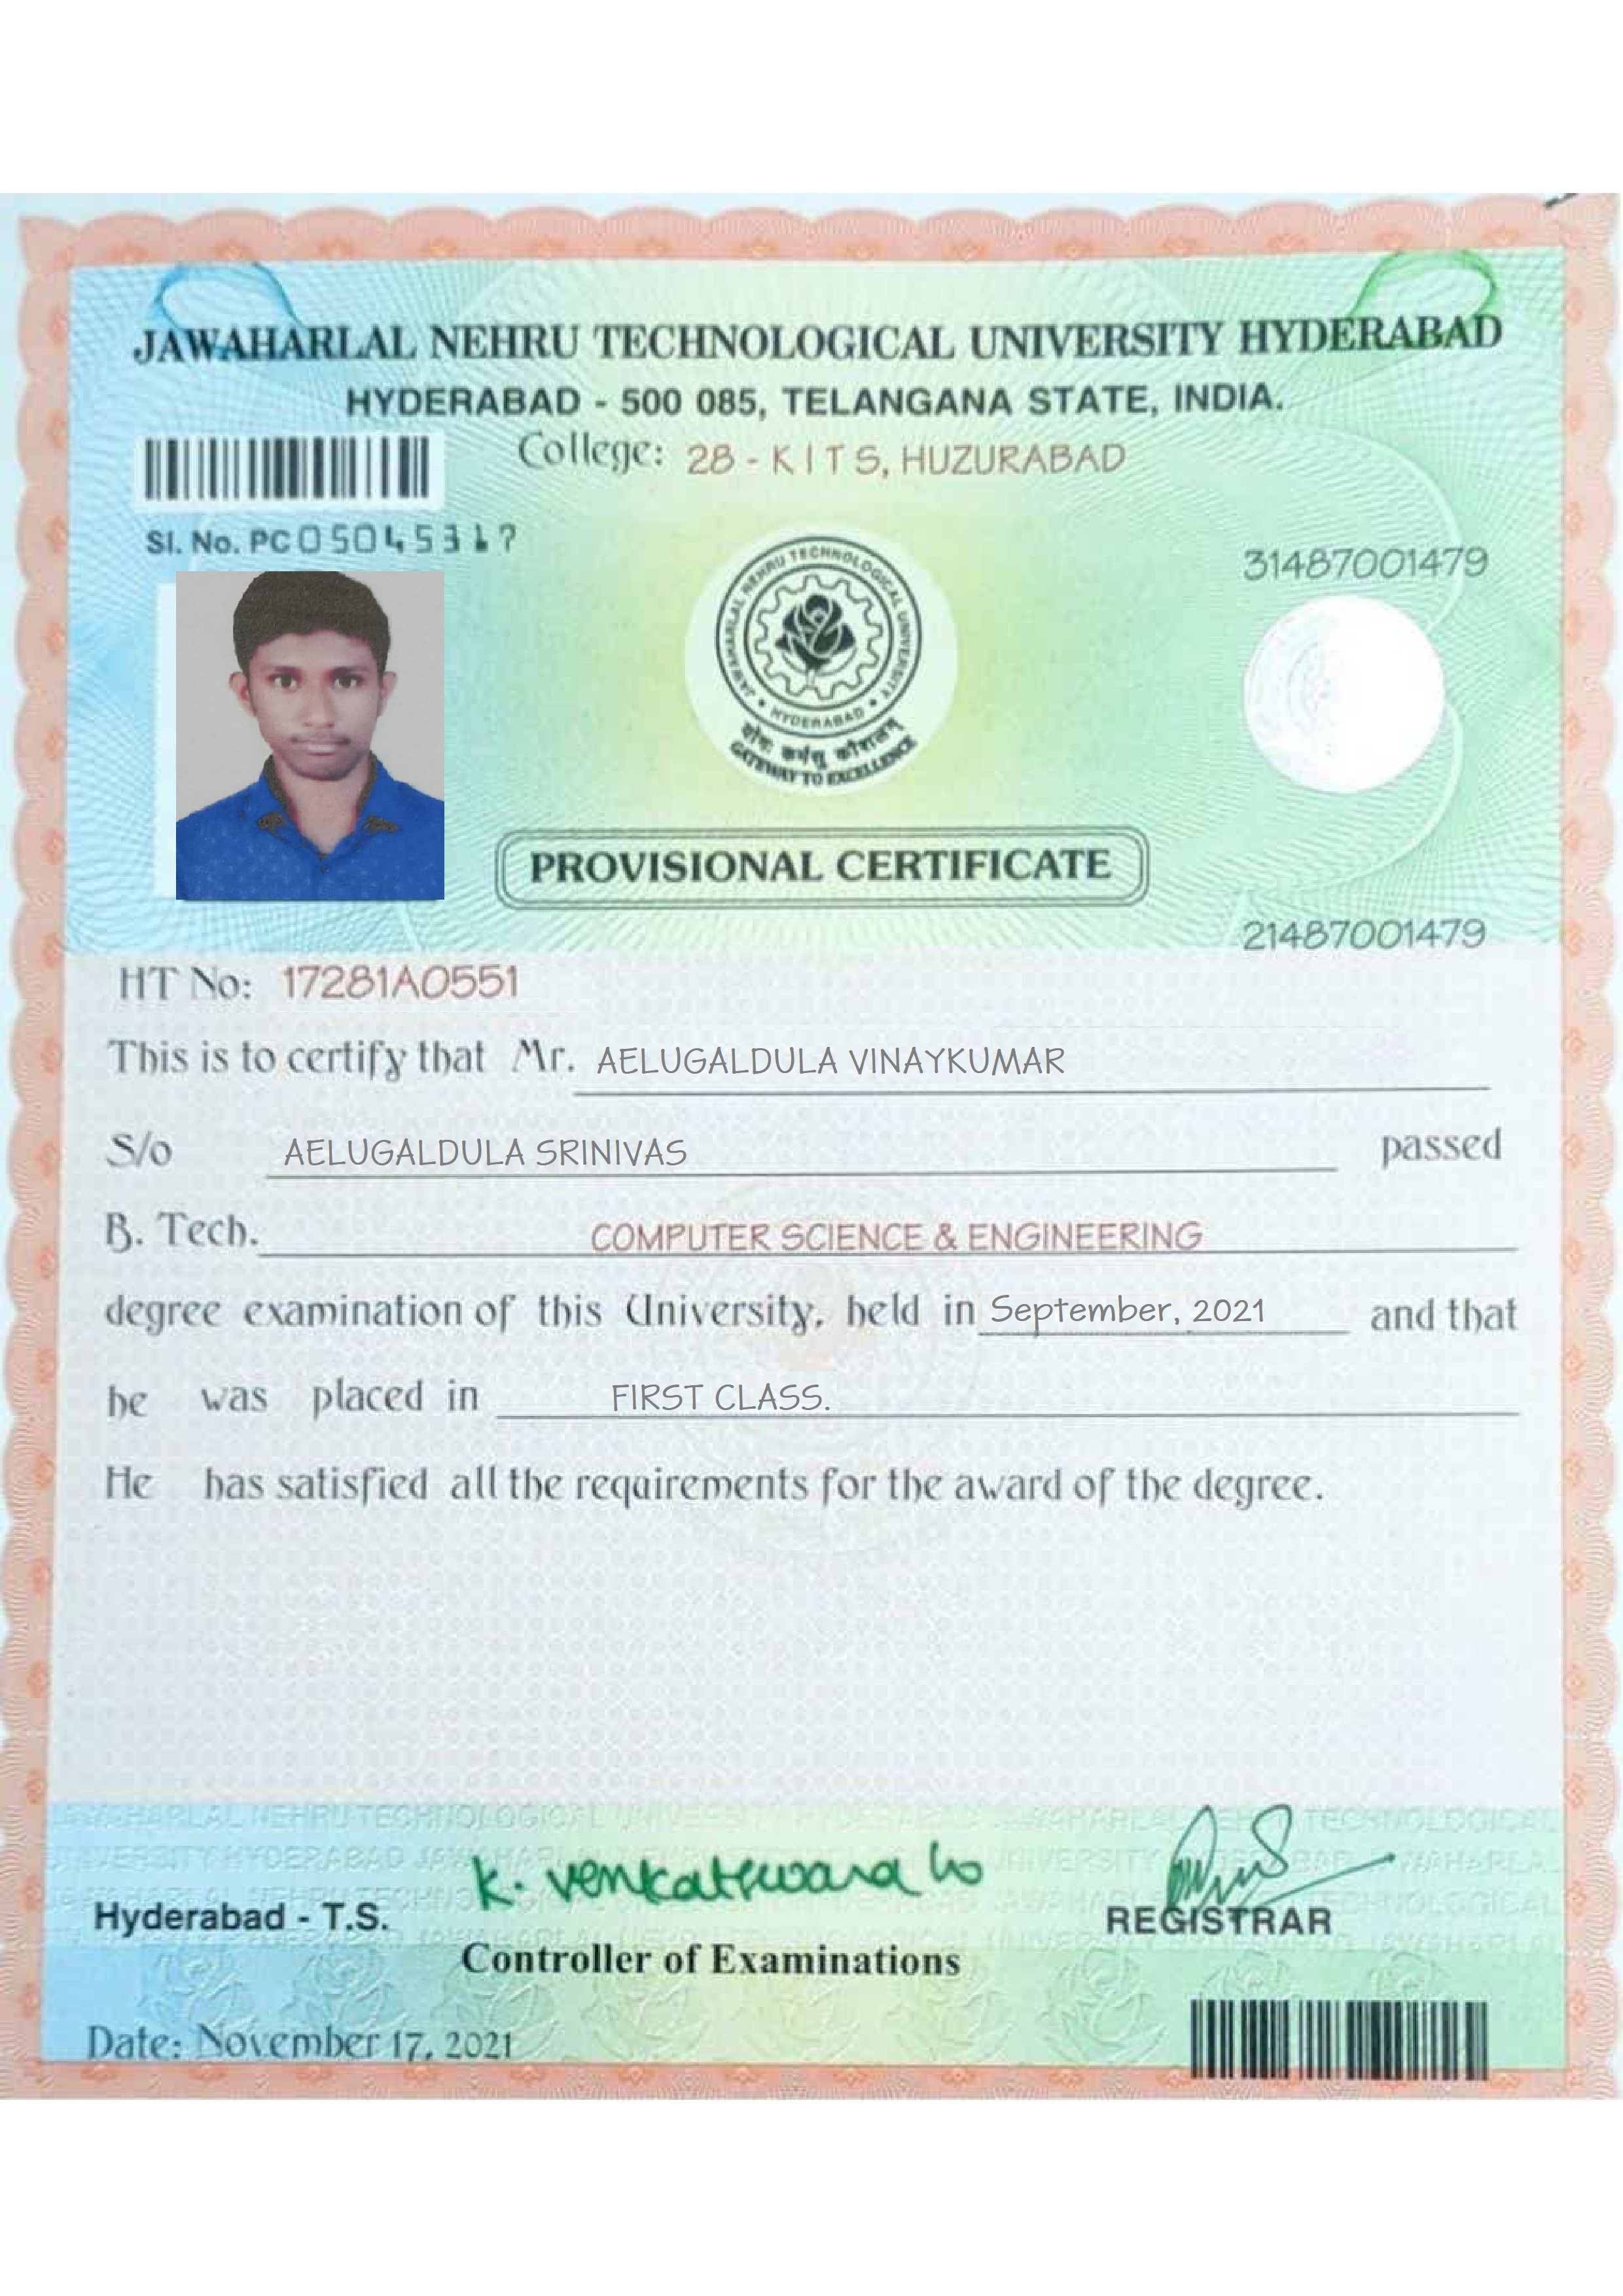 JAWAHARLAL NEHRU TECHNOLOGICAL UNIVERSITY HYDERABAD
HYDERABAD - 500 085, TELANGANA STATE, INDIA.
College: 28 - K I T S, HUZURABAD
Sl. No. PC 05045317
31487001479
JAWAHARLAL NEHRU TECHNOLOGICAL UNIVERSITY
• HYDERABAD •
योगः कर्मसु कौशलम्
GATEWAY TO EXCELLENCE
PROVISIONAL CERTIFICATE
21487001479
HT No: 17281A0551
This is to certify that Mr. AELUGALDULA VINAYKUMAR
S/o AELUGALDULA SRINIVAS passed
B. Tech. COMPUTER SCIENCE & ENGINEERING
degree examination of this University, held in September, 2021 and that
he was placed in FIRST CLASS.
He has satisfied all the requirements for the award of the degree.
K. Venkateswara
Hyderabad - T.S.
REGISTRAR
Controller of Examinations
Date: November 17, 2021